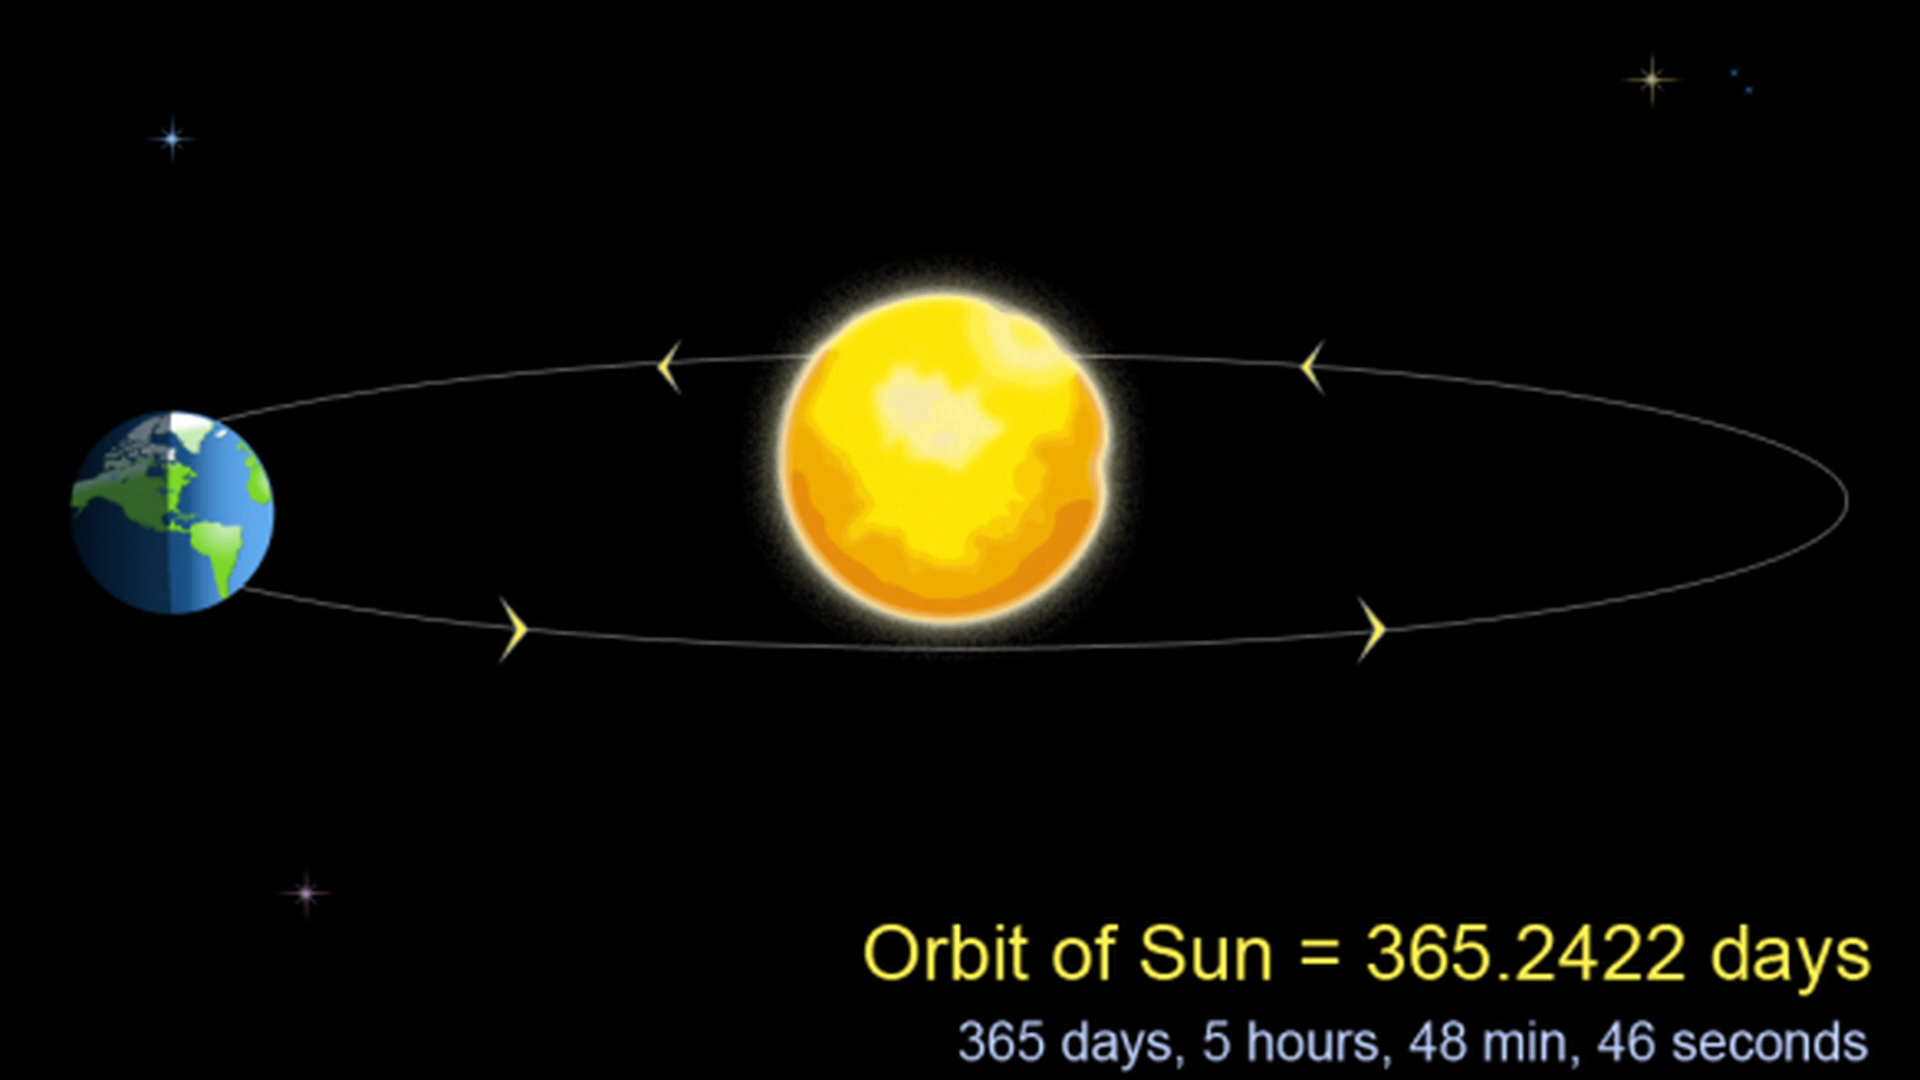 Orbit of Sun = 365.2422 days
365 days, 5 hours, 48 min, 46 seconds